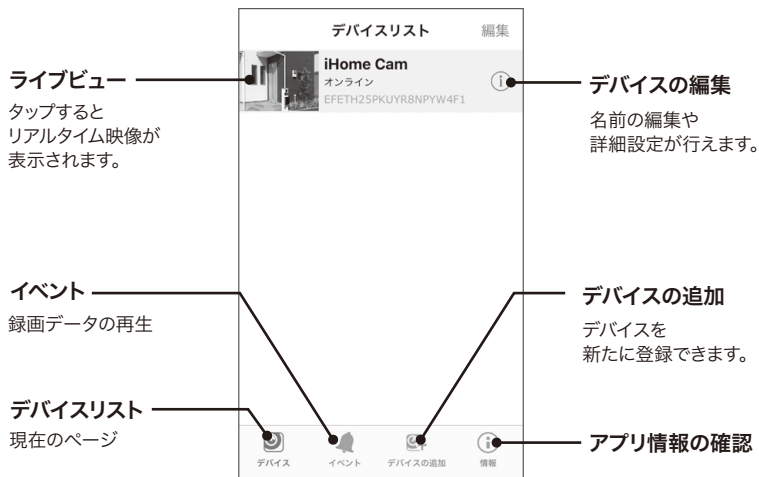 デバイスリスト
編集
iHome Cam
オンライン
EFETH25PKUYR8NPYW4F1
ライブビュー
タップすると
リアルタイム映像が
表示されます。
デバイスの編集
名前の編集や
詳細設定が行えます。
イベント
録画データの再生
デバイスの追加
デバイスを
新たに登録できます。
デバイスリスト
現在のページ
アプリ情報の確認
デバイス
イベント
デバイスの追加
情報